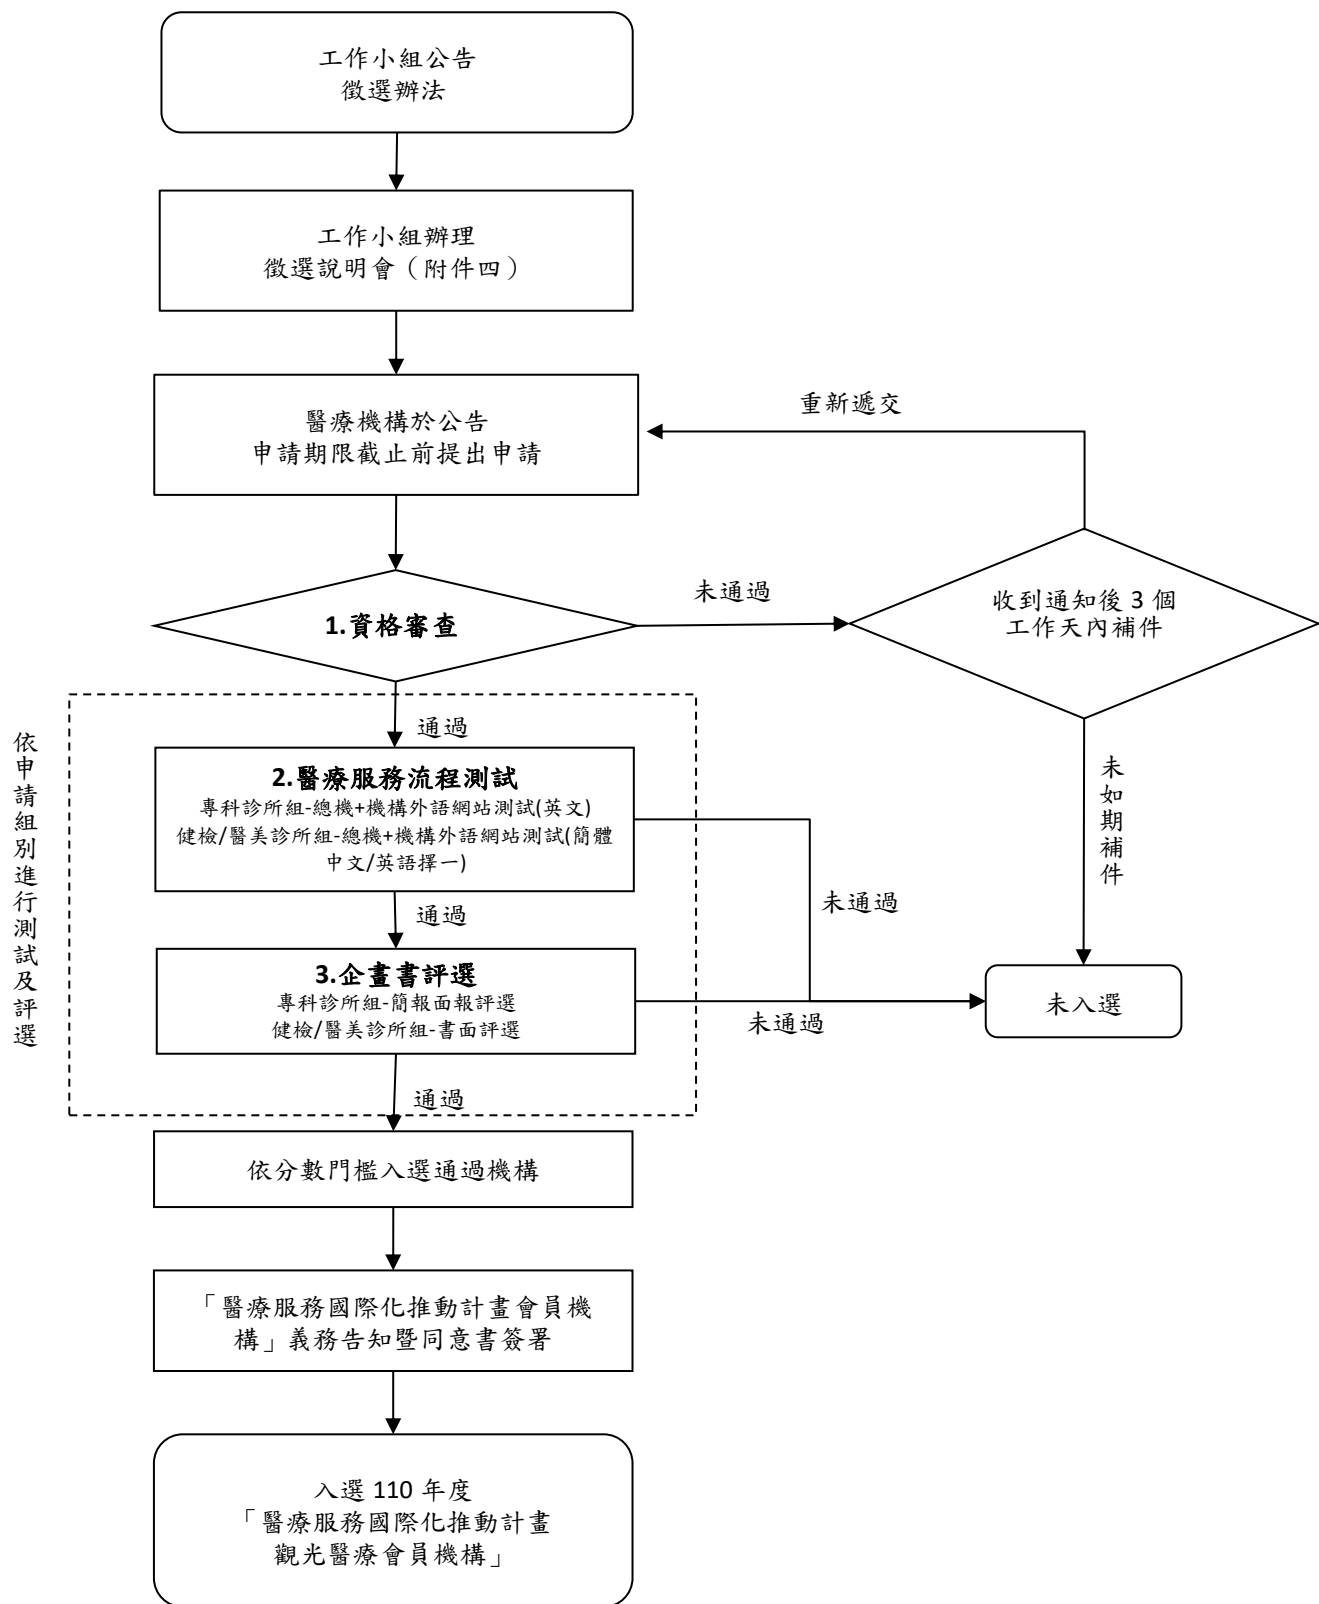 工作小組公告
徵選辦法
工作小組辦理
徵選說明會（附件四）
醫療機構於公告
申請期限截止前提出申請
重新遞交
1.資格審查
未通過
收到通知後 3 個
工作天內補件
通過
依申請組別進行測試及評選
2.醫療服務流程測試
專科診所組-總機+機構外語網站測試(英文)
健檢/醫美診所組-總機+機構外語網站測試(簡體
中文/英語擇一)
未通過
未如期補件
通過
3.企畫書評選
專科診所組-簡報面報評選
健檢/醫美診所組-書面評選
未通過
未入選
通過
依分數門檻入選通過機構
「醫療服務國際化推動計畫會員機
構」義務告知暨同意書簽署
入選 110 年度
「醫療服務國際化推動計畫
觀光醫療會員機構」